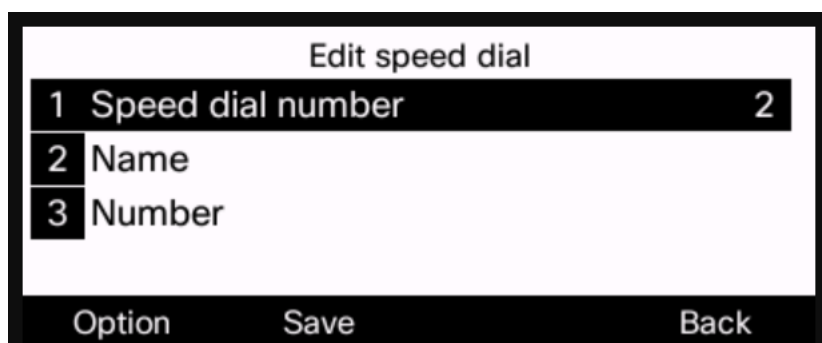 Edit speed dial
1 Speed dial number 2
2 Name
3 Number
Option Save Back